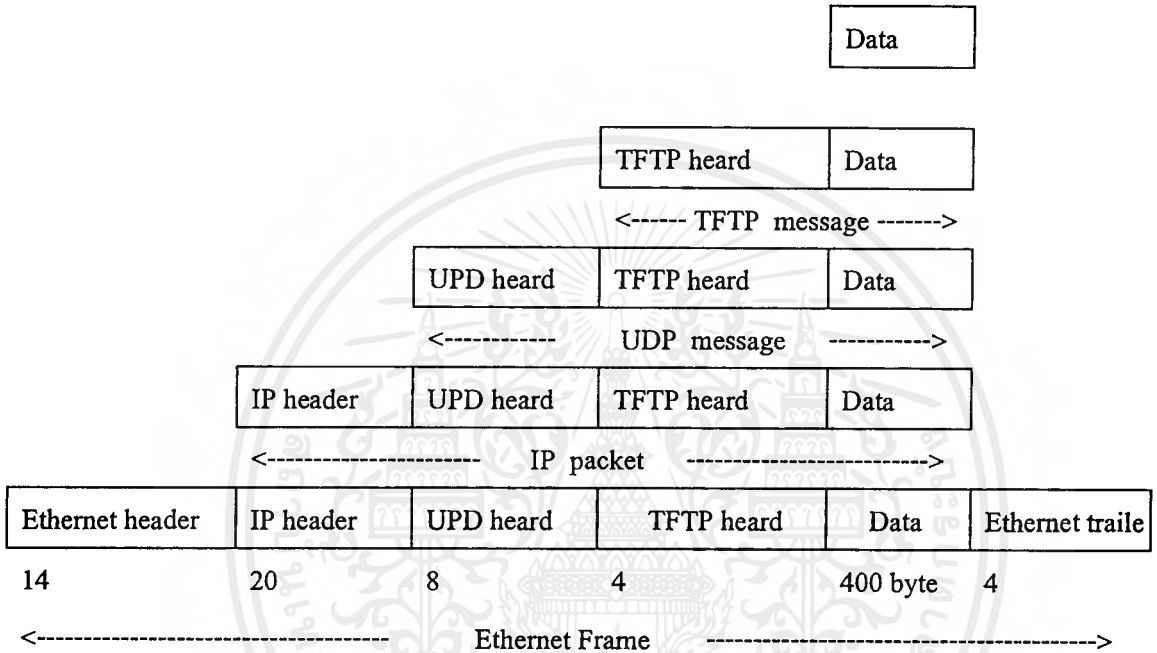 Data
TFTP heard Data
<------ TFTP message ------->
UPD heard TFTP heard Data
<------------ UDP message ----------->
IP header UPD heard TFTP heard Data
<----------------------- IP packet -------------------------->
Ethernet header IP header UPD heard TFTP heard Data Ethernet traile
14 20 8 4 400 byte 4
<-------------------------------------- Ethernet Frame ------------------------------------------>